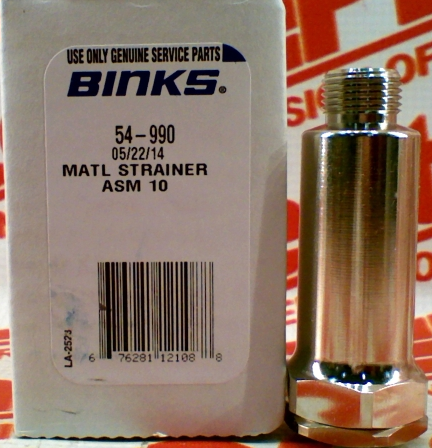 USE ONLY GENUINE SERVICE PARTS
BINKS®
54-990
05/22/14
MATL STRAINER
ASM 10
LA-2573
6 76281 12108 8